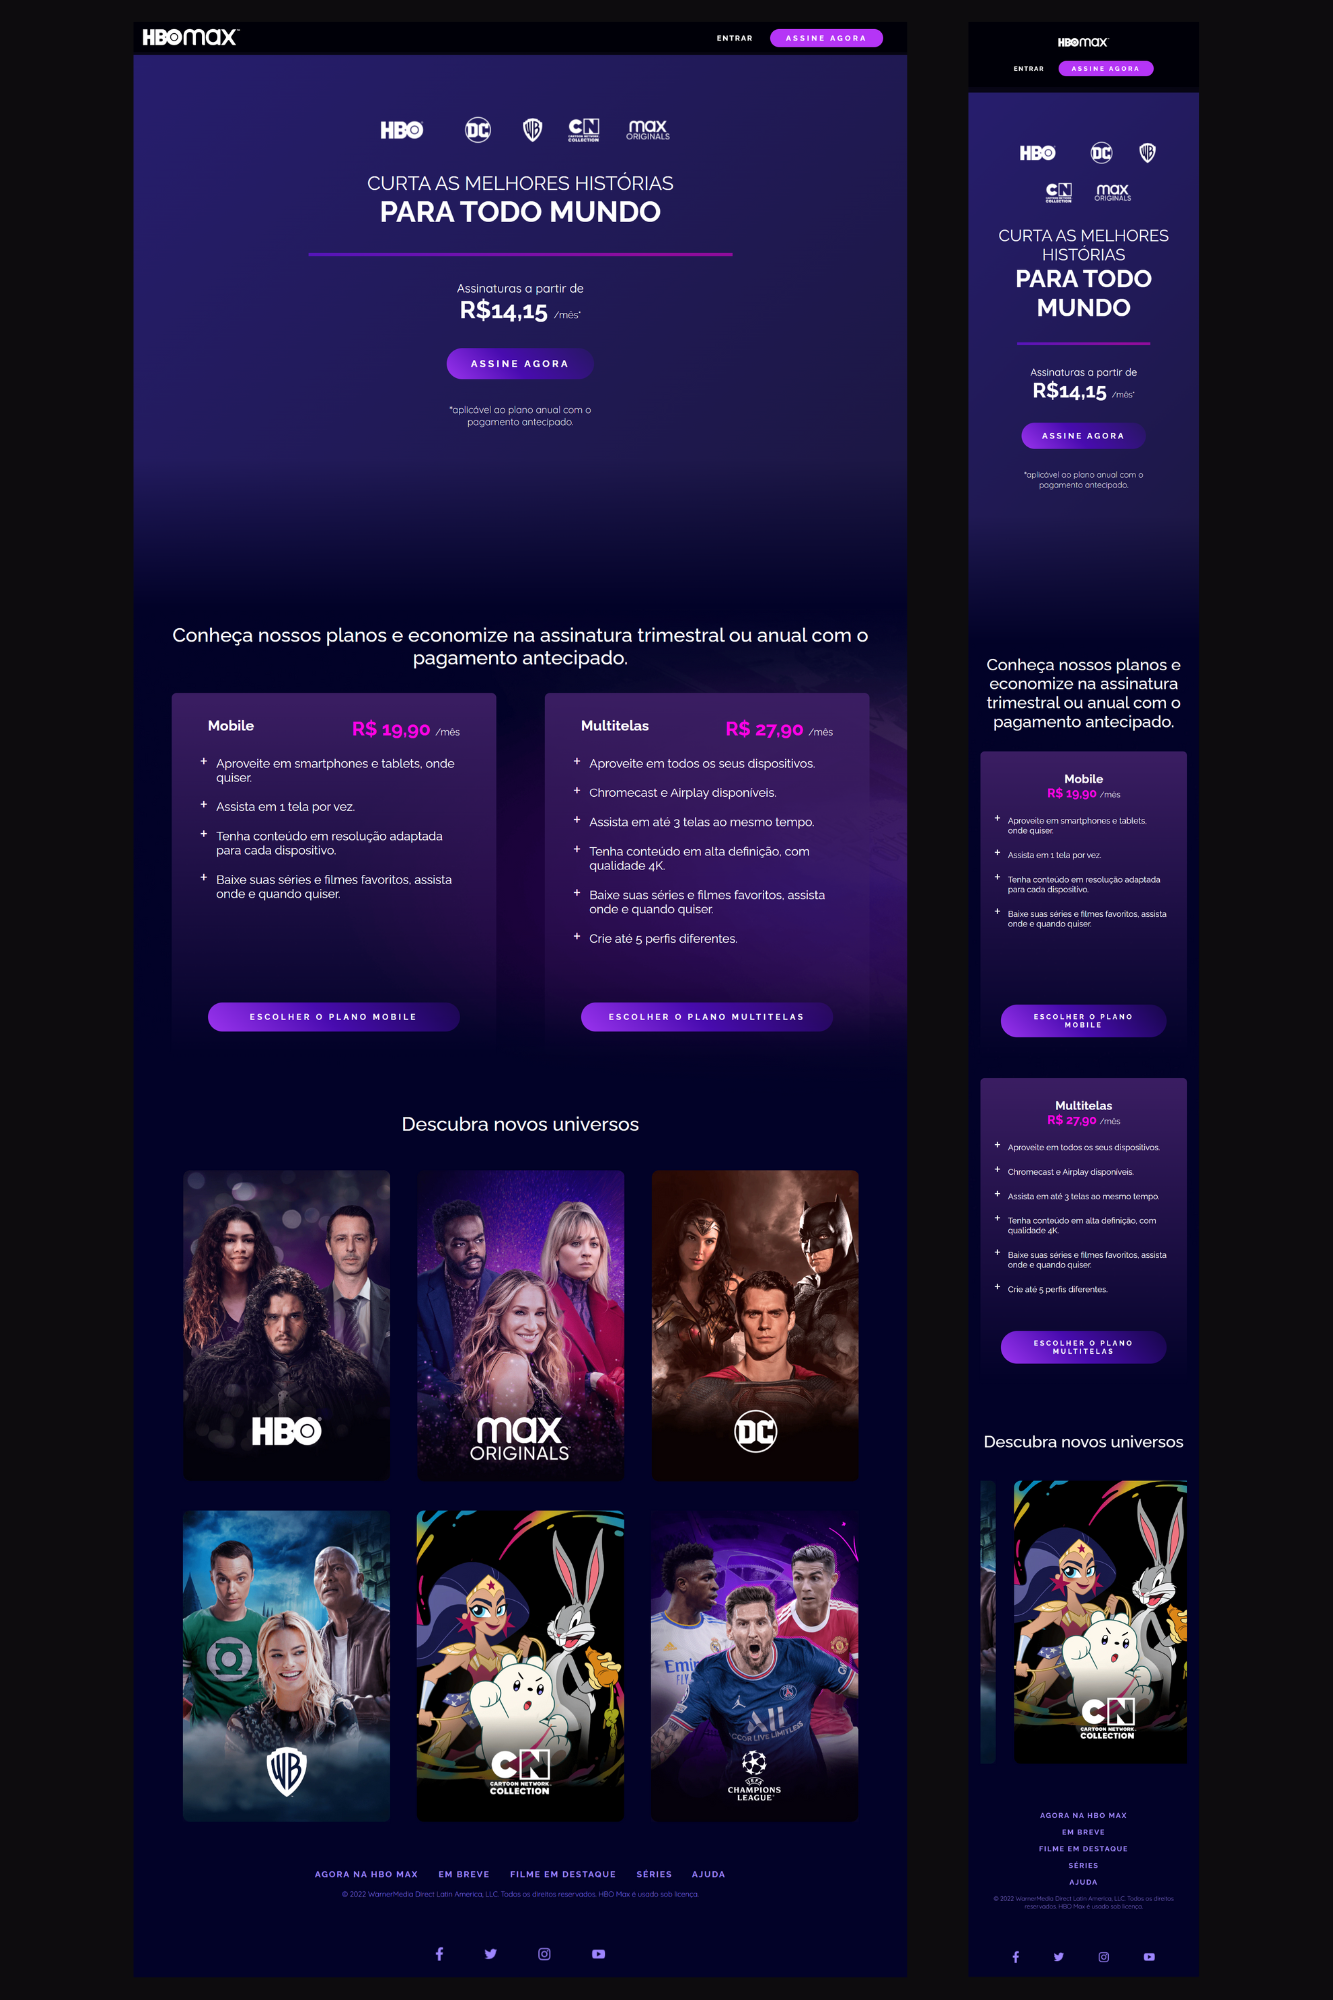 HBOmax
ENTRAR
ASSINE AGORA
HBO
DC
WB
CN
CARTOON NETWORK
COLLECTION
max
ORIGINALS
CURTA AS MELHORES HISTÓRIAS
PARA TODO MUNDO
Assinaturas a partir de
R$14,15 /mês*
ASSINE AGORA
*aplicável ao plano anual com o
pagamento antecipado.
Conheça nossos planos e economize na assinatura trimestral ou anual com o
pagamento antecipado.
Mobile
R$ 19,90 /mês
+ Aproveite em smartphones e tablets, onde
quiser.
+ Assista em 1 tela por vez.
+ Tenha conteúdo em resolução adaptada
para cada dispositivo.
+ Baixe suas séries e filmes favoritos, assista
onde e quando quiser.
ESCOLHER O PLANO MOBILE
Multitelas
R$ 27,90 /mês
+ Aproveite em todos os seus dispositivos.
+ Chromecast e Airplay disponíveis.
+ Assista em até 3 telas ao mesmo tempo.
+ Tenha conteúdo em alta definição, com
qualidade 4K.
+ Baixe suas séries e filmes favoritos, assista
onde e quando quiser.
+ Crie até 5 perfis diferentes.
ESCOLHER O PLANO MULTITELAS
Descubra novos universos
HBO
max
ORIGINALS
DC
WB
CN
CARTOON NETWORK
COLLECTION
UEFA
CHAMPIONS
LEAGUE
AGORA NA HBO MAX
EM BREVE
FILME EM DESTAQUE
SÉRIES
AJUDA
© 2022 WarnerMedia Direct Latin America, LLC. Todos os direitos reservados. HBO Max é usado sob licença.
HBOmax
ENTRAR
ASSINE AGORA
HBO
DC
WB
CN
CARTOON NETWORK
COLLECTION
max
ORIGINALS
CURTA AS MELHORES
HISTÓRIAS
PARA TODO
MUNDO
Assinaturas a partir de
R$14,15 /mês*
ASSINE AGORA
*aplicável ao plano anual com o
pagamento antecipado.
Conheça nossos planos e
economize na assinatura
trimestral ou anual com o
pagamento antecipado.
Mobile
R$ 19,90 /mês
+ Aproveite em smartphones e tablets,
onde quiser.
+ Assista em 1 tela por vez.
+ Tenha conteúdo em resolução adaptada
para cada dispositivo.
+ Baixe suas séries e filmes favoritos, assista
onde e quando quiser.
ESCOLHER O PLANO
MOBILE
Multitelas
R$ 27,90 /mês
+ Aproveite em todos os seus dispositivos.
+ Chromecast e Airplay disponíveis.
+ Assista em até 3 telas ao mesmo tempo.
+ Tenha conteúdo em alta definição, com
qualidade 4K.
+ Baixe suas séries e filmes favoritos, assista
onde e quando quiser.
+ Crie até 5 perfis diferentes.
ESCOLHER O PLANO
MULTITELAS
Descubra novos universos
CN
CARTOON NETWORK
COLLECTION
AGORA NA HBO MAX
EM BREVE
FILME EM DESTAQUE
SÉRIES
AJUDA
© 2022 WarnerMedia Direct Latin America, LLC. Todos os direitos
reservados. HBO Max é usado sob licença.